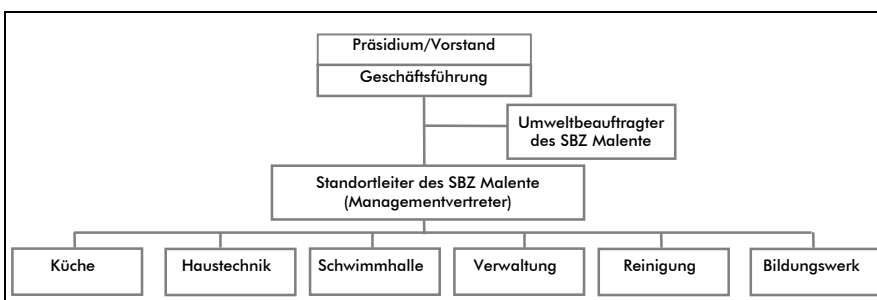 Präsidium/Vorstand
Geschäftsführung
Umweltbeauftragter
des SBZ Malente
Standortleiter des SBZ Malente
(Managementvertreter)
Küche
Haustechnik
Schwimmhalle
Verwaltung
Reinigung
Bildungswerk